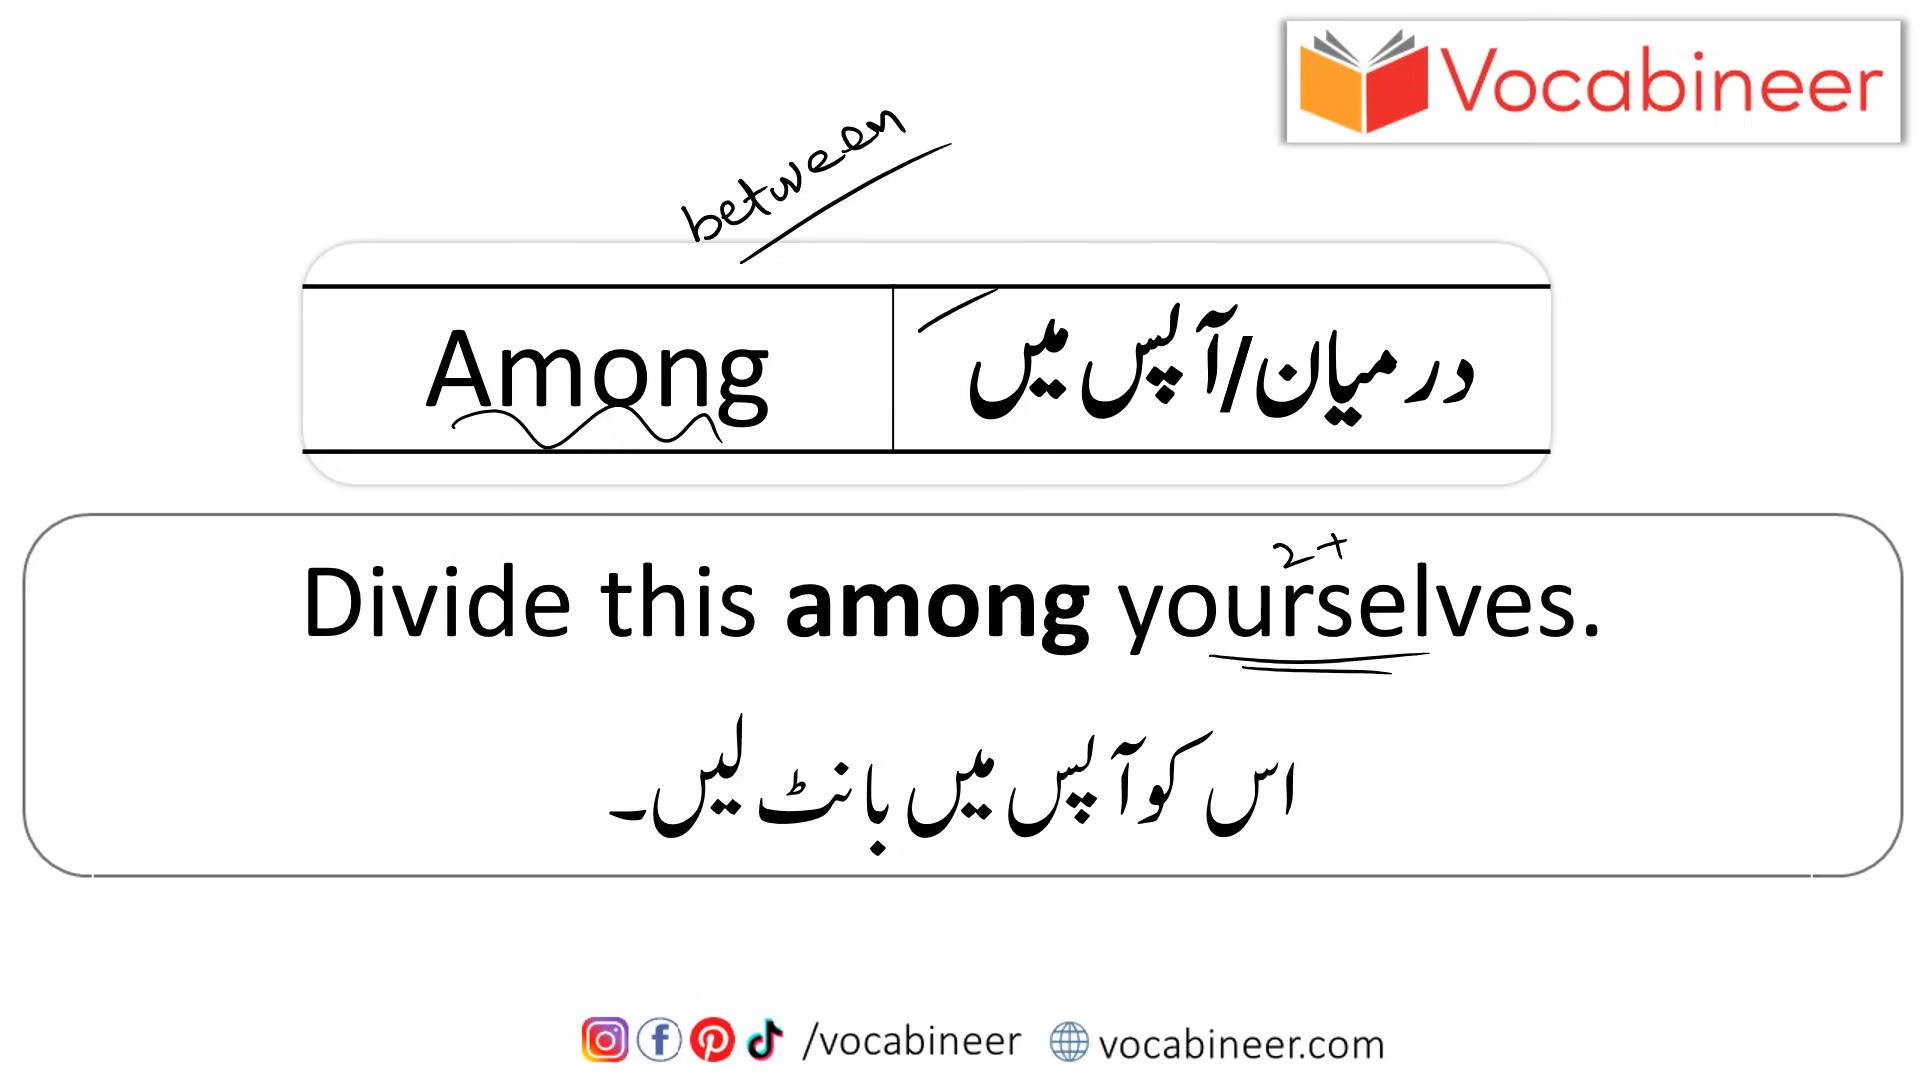 Vocabineer
between
Among
درمیان/آپس میں
2+
Divide this among yourselves.
اس کو آپس میں بانٹ لیں۔
/vocabineer vocabineer.com